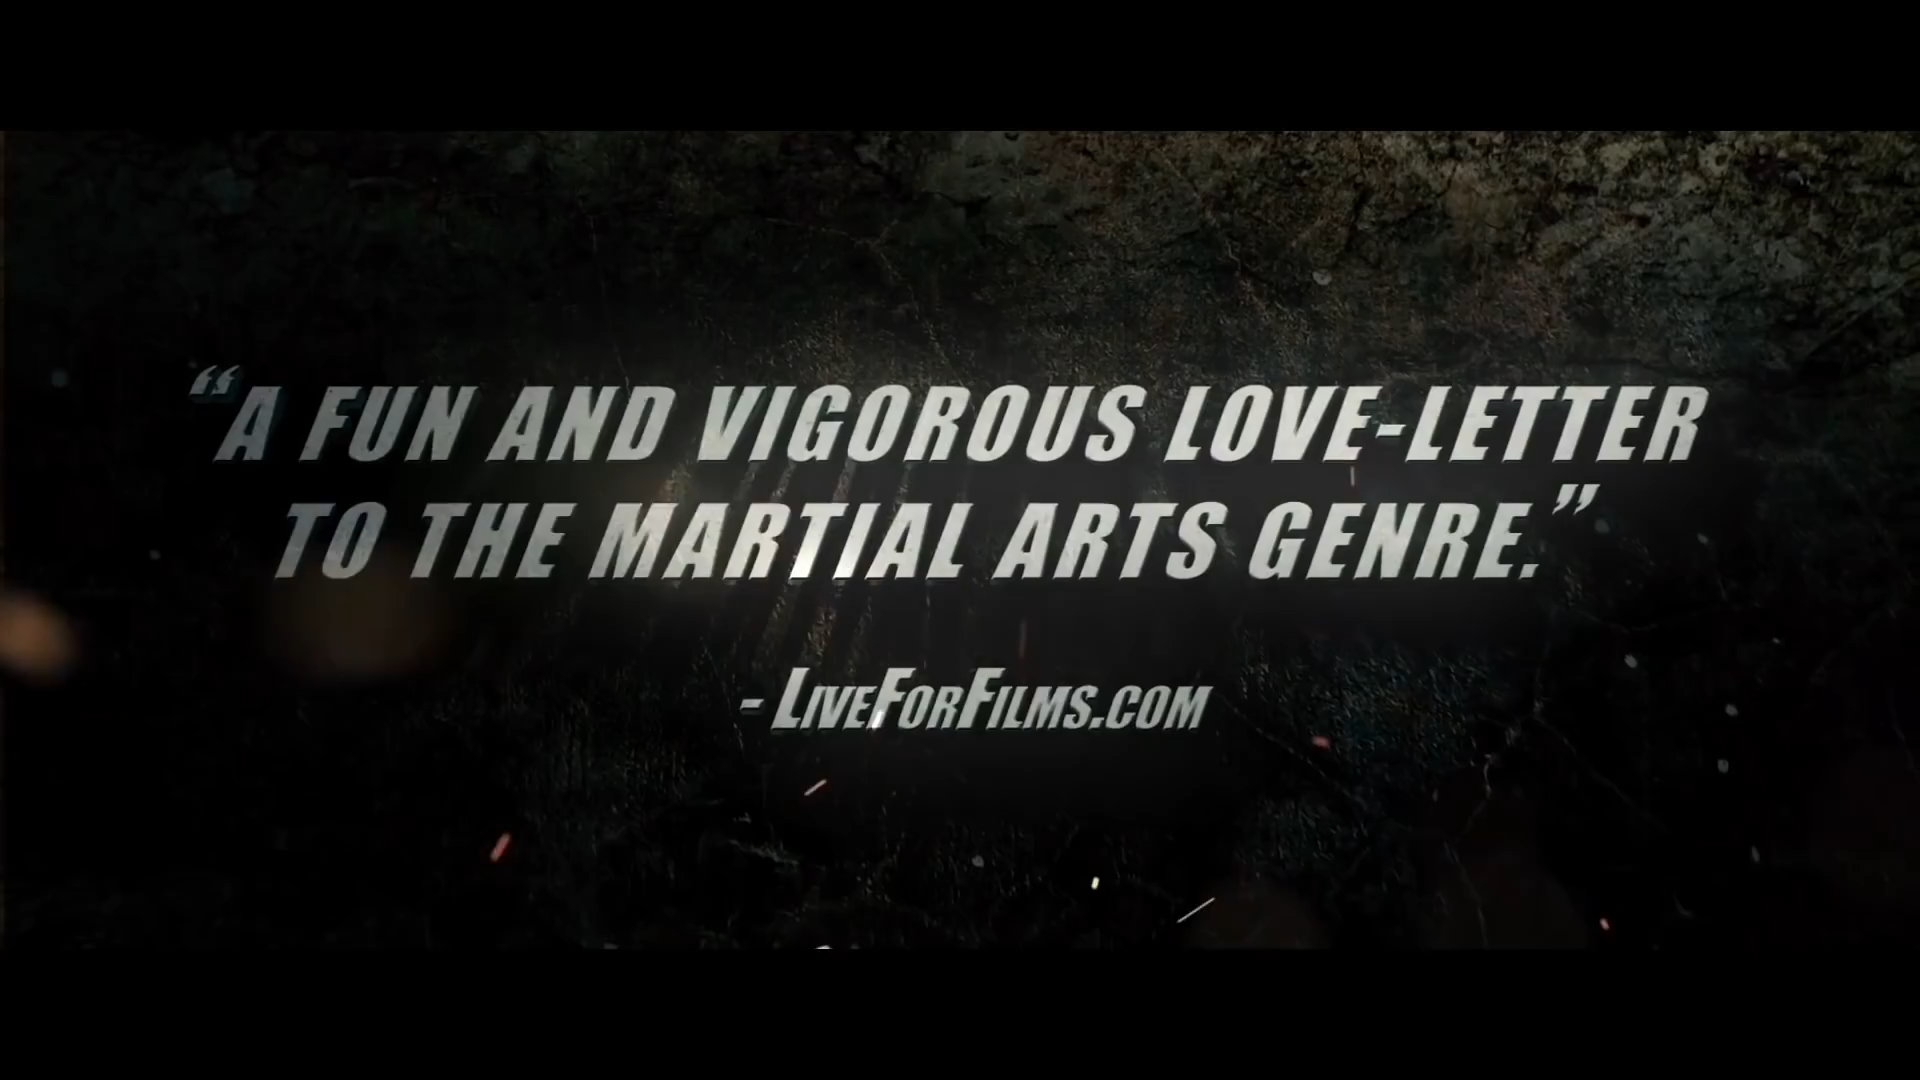 “A FUN AND VIGOROUS LOVE-LETTER
TO THE MARTIAL ARTS GENRE.”
- LIVEFORFILMS.COM